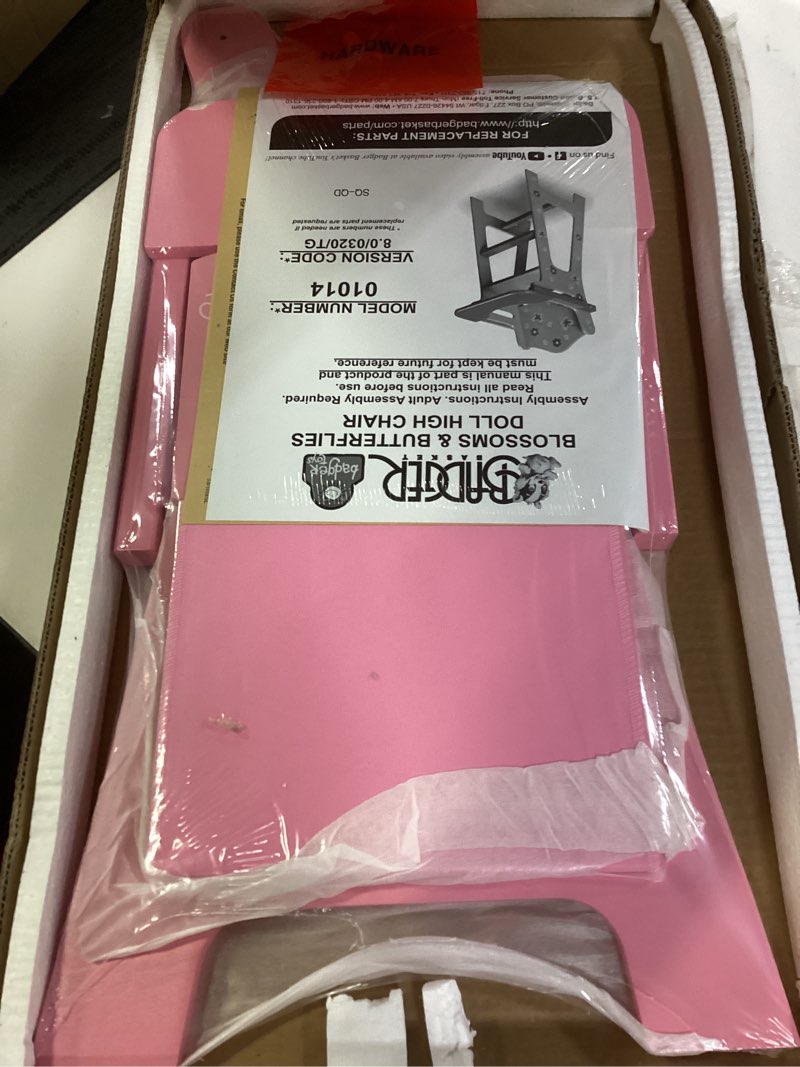 HARDWARE
BADGER
BASKET
badger
toys
BLOSSOMS & BUTTERFLIES
DOLL HIGH CHAIR
Assembly Instructions. Adult Assembly Required.
Read all instructions before use.
This manual is part of the product and
must be kept for future reference.
MODEL NUMBER*:
01014
VERSION CODE*:
8.0/0320/TG
* These numbers are needed if
replacement parts are requested
SQ-QD
Find us on f • YouTube assembly video available at Badger Basket's YouTube channel!
FOR REPLACEMENT PARTS:
http://www.badgerbasket.com/parts